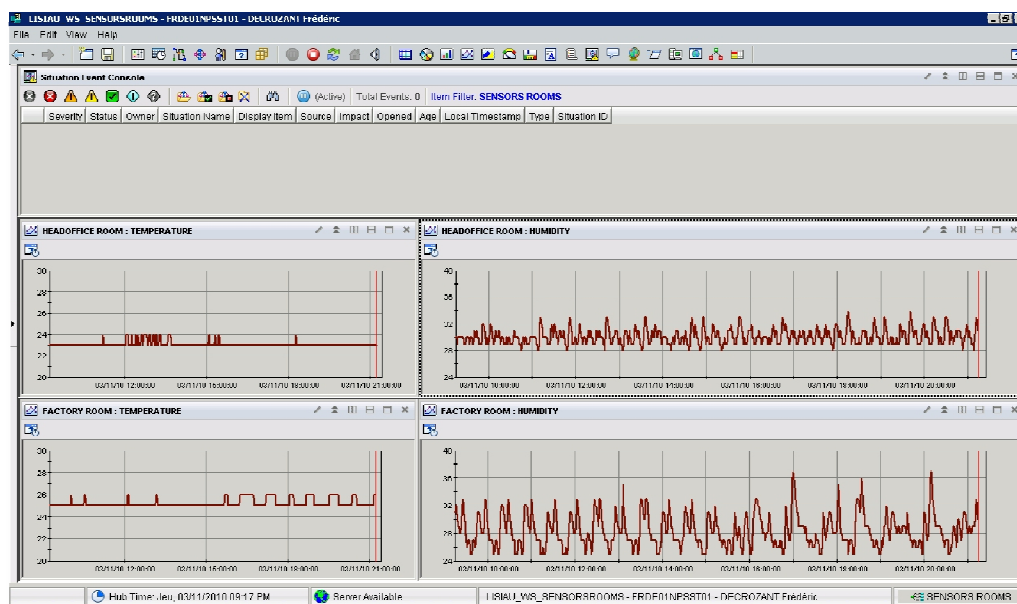 LISIAU_WS_SENSORSROOMS - FRDE01NPSST01 - DECROZANT Frédéric
File Edit View Help
Situation Event Console
(Active) Total Events: 0 Item Filter: SENSORS ROOMS
Severity Status Owner Situation Name Display Item Source Impact Opened Age Local Timestamp Type Situation ID
HEADOFFICE ROOM : TEMPERATURE
30
28
26
24
22
20
03/11/10 12:00:00 03/11/10 15:00:00 03/11/10 18:00:00 03/11/10 21:00:00
HEADOFFICE ROOM : HUMIDITY
40
36
32
28
24
03/11/10 10:00:00 03/11/10 12:00:00 03/11/10 14:00:00 03/11/10 16:00:00 03/11/10 18:00:00 03/11/10 20:00:00
FACTORY ROOM : TEMPERATURE
30
28
26
24
22
20
03/11/10 12:00:00 03/11/10 15:00:00 03/11/10 18:00:00 03/11/10 21:00:00
FACTORY ROOM : HUMIDITY
40
36
32
28
24
03/11/10 10:00:00 03/11/10 12:00:00 03/11/10 14:00:00 03/11/10 16:00:00 03/11/10 18:00:00 03/11/10 20:00:00
Hub Time: Jeu, 03/11/2010 09:17 PM Server Available LISIAU_WS_SENSORSROOMS - FRDE01NPSST01 - DECROZANT Frédéric SENSORS ROOMS